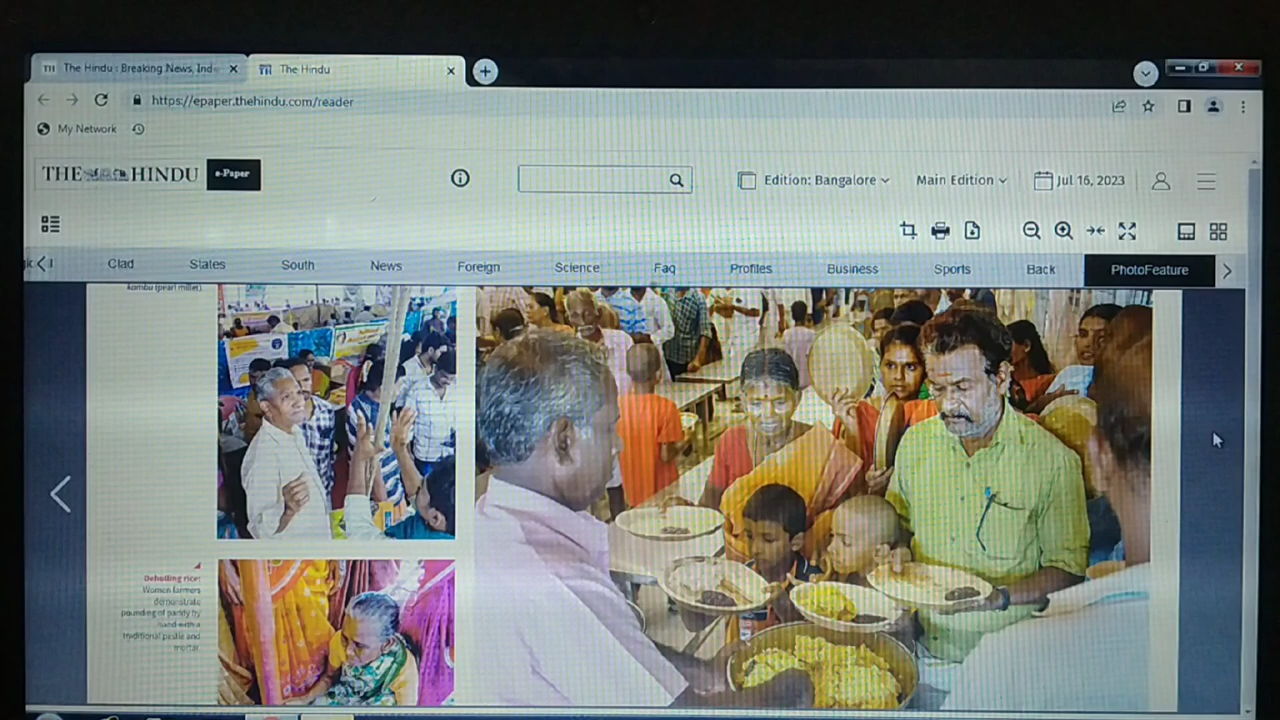 The Hindu : Breaking News, Ind
The Hindu
https://epaper.thehindu.com/reader
My Network
THE HINDU e-Paper
Edition: Bangalore
Main Edition
Jul 16, 2023
Clad States South News Foreign Science Faq Profiles Business Sports Back PhotoFeature
kambu (pearl millet)
Dehulling rice:
Women farmers
demonstrate
pounding of paddy by
hand with a
traditional pestle and
mortar.